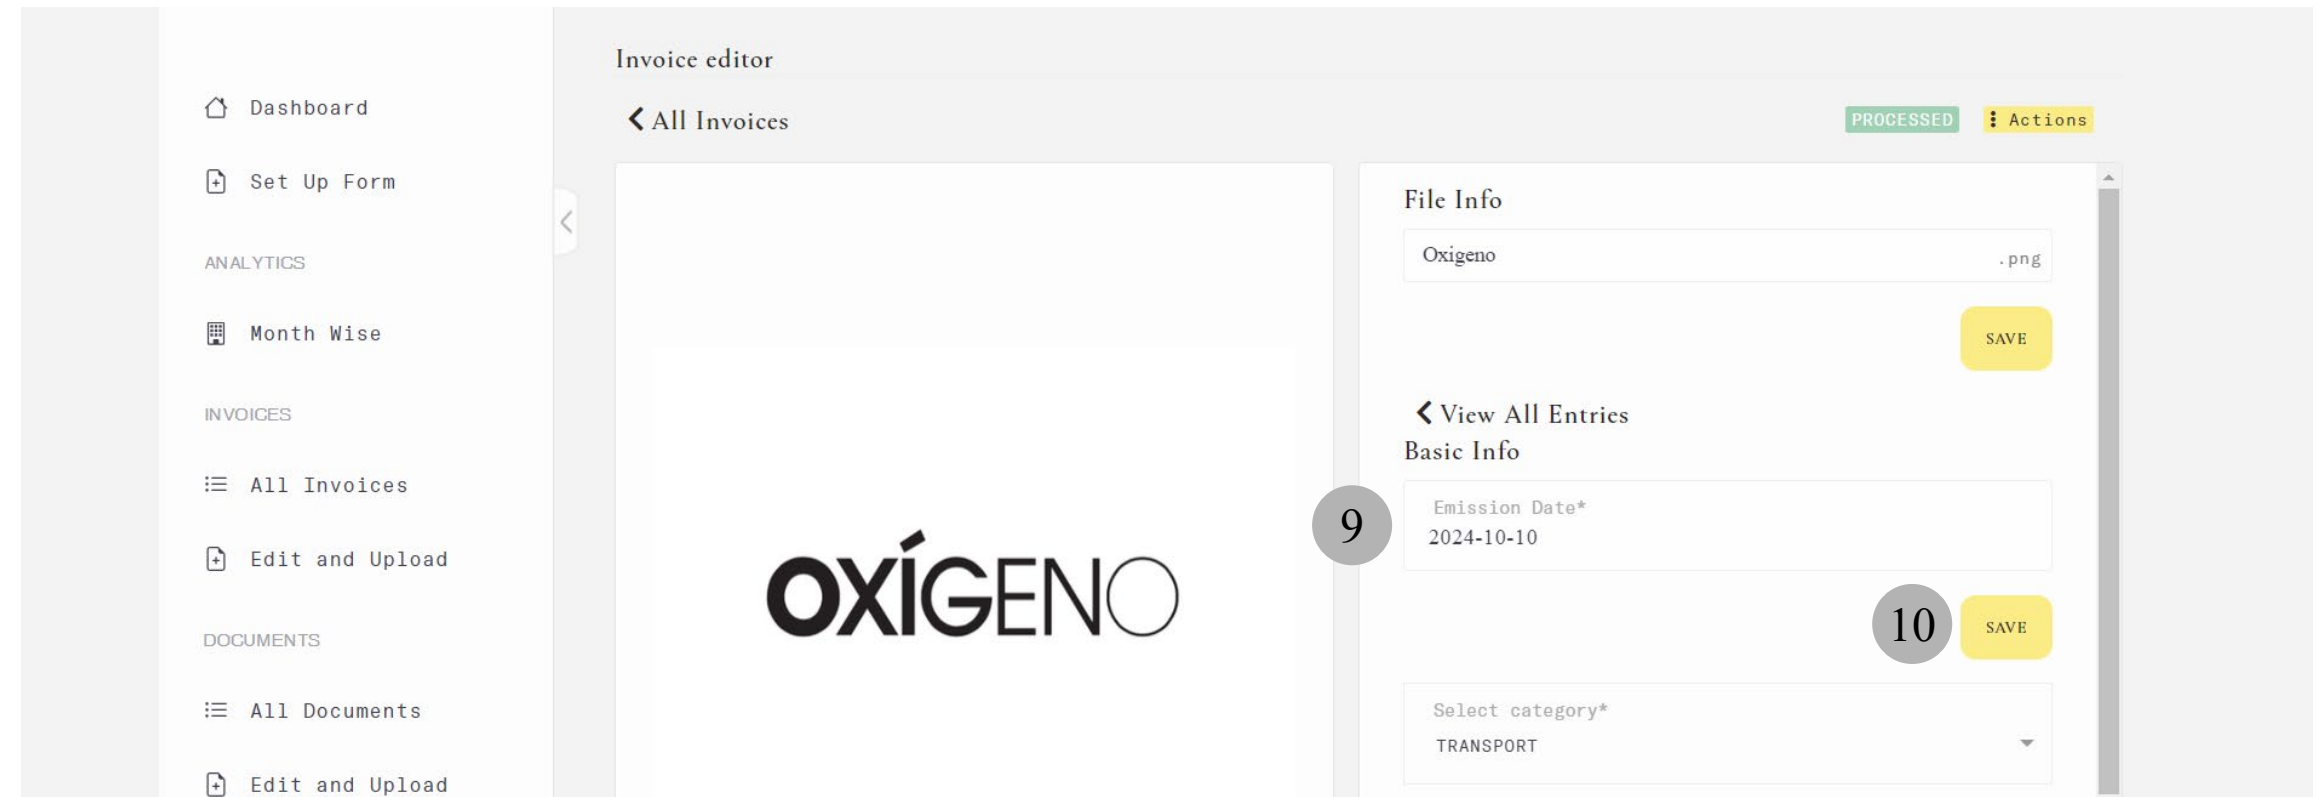 Dashboard
Set Up Form
ANALYTICS
Month Wise
INVOICES
All Invoices
Edit and Upload
DOCUMENTS
All Documents
Edit and Upload
Invoice editor
All Invoices
PROCESSED
Actions
OXÍGENO
File Info
Oxigeno .png
SAVE
View All Entries
Basic Info
9
Emission Date*
2024-10-10
10
SAVE
Select category*
TRANSPORT